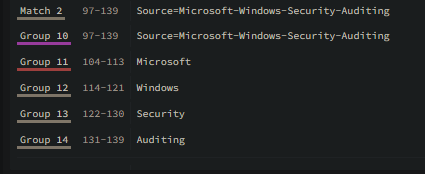 Match 2 97-139 Source=Microsoft-Windows-Security-Auditing
Group 10 97-139 Source=Microsoft-Windows-Security-Auditing
Group 11 104-113 Microsoft
Group 12 114-121 Windows
Group 13 122-130 Security
Group 14 131-139 Auditing